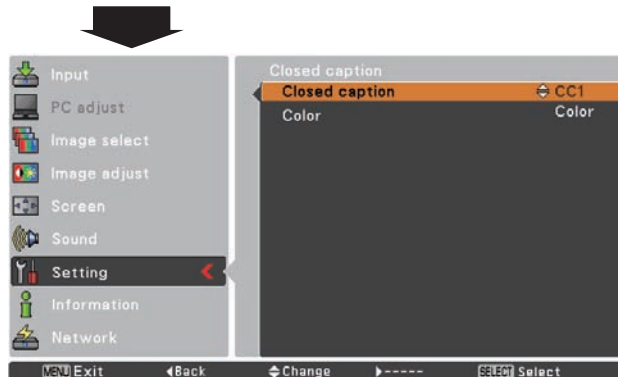 Input
PC adjust
Image select
Image adjust
Screen
Sound
Setting
Information
Network
Closed caption
Closed caption CC1
Color Color
MENU Exit Back Change ----- SELECT Select